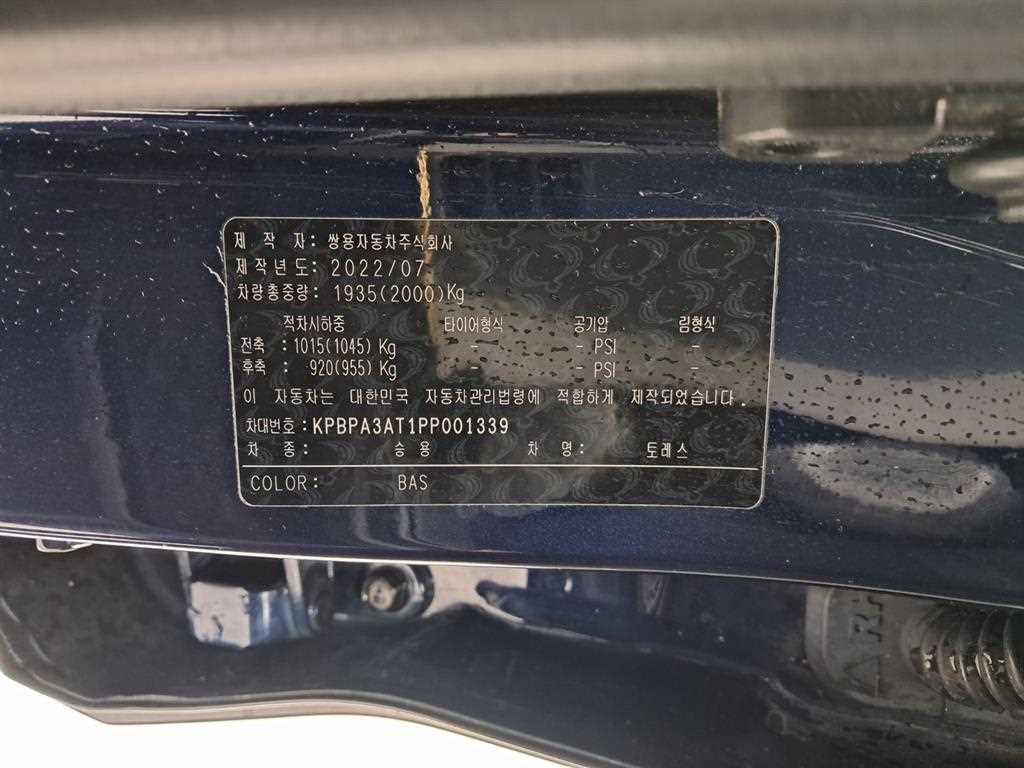 제 작 자: 쌍용자동차주식회사
제작년도: 2022/07
차량총중량: 1935(2000)Kg
적차시하중 타이어형식 공기압 림형식
전축 : 1015(1045) Kg - - PSI -
후축 : 920(955) Kg - - PSI -
이 자동차는 대한민국 자동차관리법령에 적합하게 제작되었습니다.
차대번호: KPBPA3AT1PP001339
차 종: 승 용 차 명: 토레스
COLOR: BAS